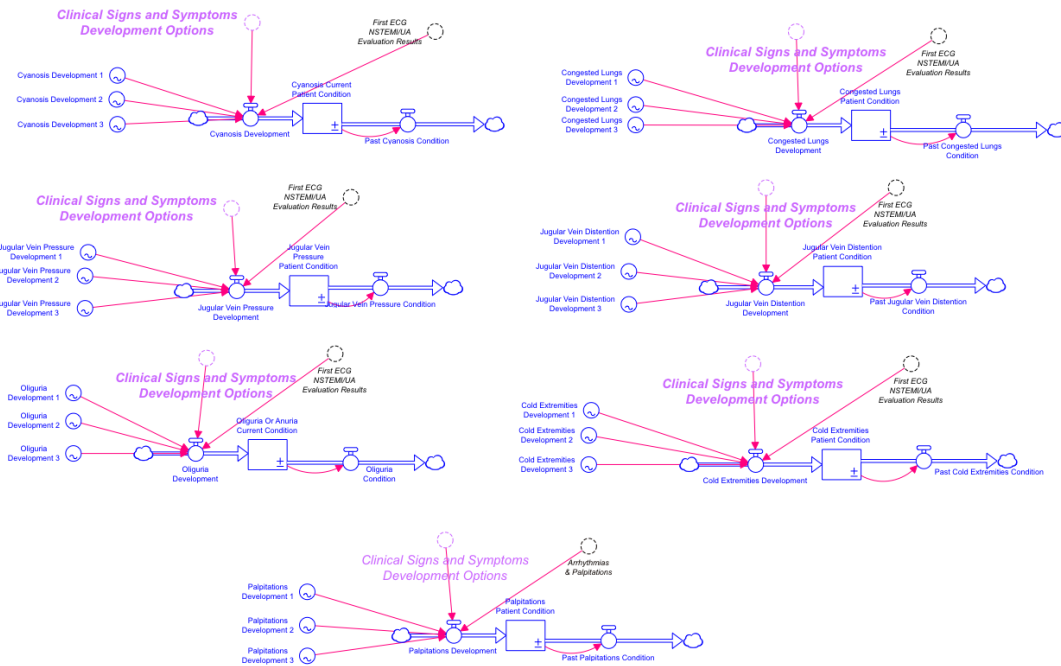 Clinical Signs and Symptoms
Development Options
First ECG
NSTEMI/UA
Evaluation Results
Cyanosis Development 1
Cyanosis Development 2
Cyanosis Development 3
Cyanosis Current
Patient Condition
±
Cyanosis Development
Past Cyanosis Condition
Clinical Signs and Symptoms
Development Options
First ECG
NSTEMI/UA
Evaluation Results
Congested Lungs
Development 1
Congested Lungs
Development 2
Congested Lungs
Development 3
Congested Lungs
Patient Condition
±
Congested Lungs
Development
Past Congested Lungs
Condition
Clinical Signs and Symptoms
Development Options
First ECG
NSTEMI/UA
Evaluation Results
Jugular Vein Pressure
Development 1
Jugular Vein Pressure
Development 2
Jugular Vein Pressure
Development 3
Jugular Vein
Pressure
Patient Condition
±
Jugular Vein Pressure
Development
Jugular Vein Pressure Condition
Clinical Signs and Symptoms
Development Options
First ECG
NSTEMI/UA
Evaluation Results
Jugular Vein Distention
Development 1
Jugular Vein Distention
Development 2
Jugular Vein Distention
Development 3
Jugular Vein Distention
Patient Condition
±
Jugular Vein Distention
Development
Past Jugular Vein Distention
Condition
Clinical Signs and Symptoms
Development Options
First ECG
NSTEMI/UA
Evaluation Results
Oliguria
Development 1
Oliguria
Development 2
Oliguria
Development 3
Oliguria Or Anuria
Current Condition
±
Oliguria
Development
Oliguria
Condition
Clinical Signs and Symptoms
Development Options
First ECG
NSTEMI/UA
Evaluation Results
Cold Extremities
Development 1
Cold Extremities
Development 2
Cold Extremities
Development 3
Cold Extremities
Patient Condition
±
Cold Extremities Development
Past Cold Extremities Condition
Clinical Signs and Symptoms
Development Options
Arrhythmias
& Palpitations
Palpitations
Development 1
Palpitations
Development 2
Palpitations
Development 3
Palpitations
Patient Condition
±
Palpitations Development
Past Palpitations Condition